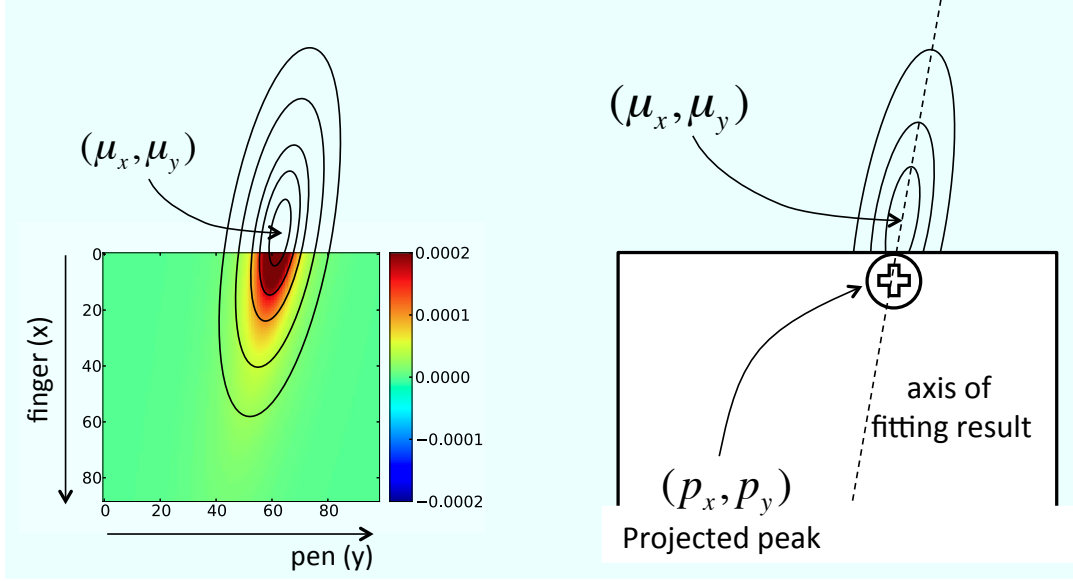 (μx, μy)
0
20
40
60
80
0 20 40 60 80
0.0002
0.0001
0.0000
−0.0001
−0.0002
finger (x)
pen (y)
(μx, μy)
axis of
fitting result
(px, py)
Projected peak